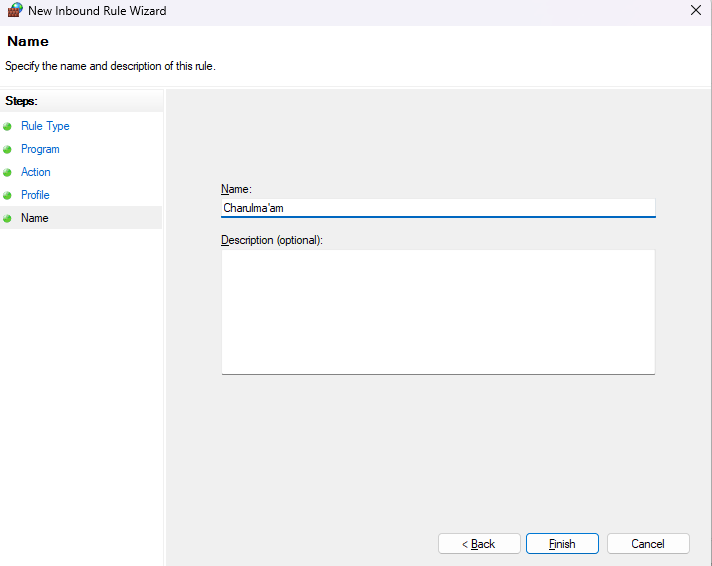 New Inbound Rule Wizard
Name
Specify the name and description of this rule.
Steps:
Rule Type
Program
Action
Profile
Name
Name:
Charulma'am
Description (optional):
< Back
Finish
Cancel